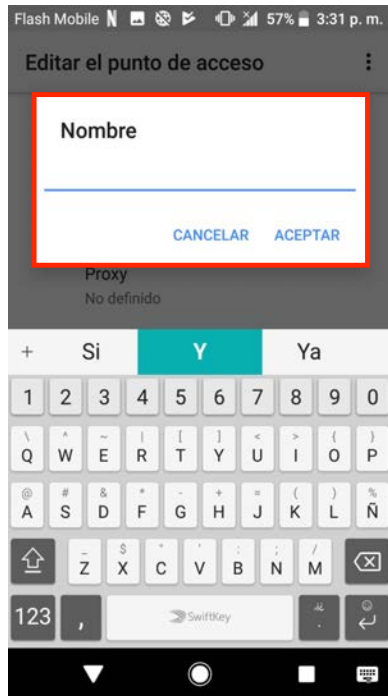 Flash Mobile N 57% 3:31 p. m.
Editar el punto de acceso
Nombre
CANCELAR ACEPTAR
Proxy
No definido
+ Si Y Ya
1 2 3 4 5 6 7 8 9 0
\ ^ ~ | [ ] < > { }
Q W E R T Y U I O P
@ # & * - + = ( ) %
A S D F G H J K L Ñ
_ $ " ' : ; /
Z X C V B N M
123 , SwiftKey .